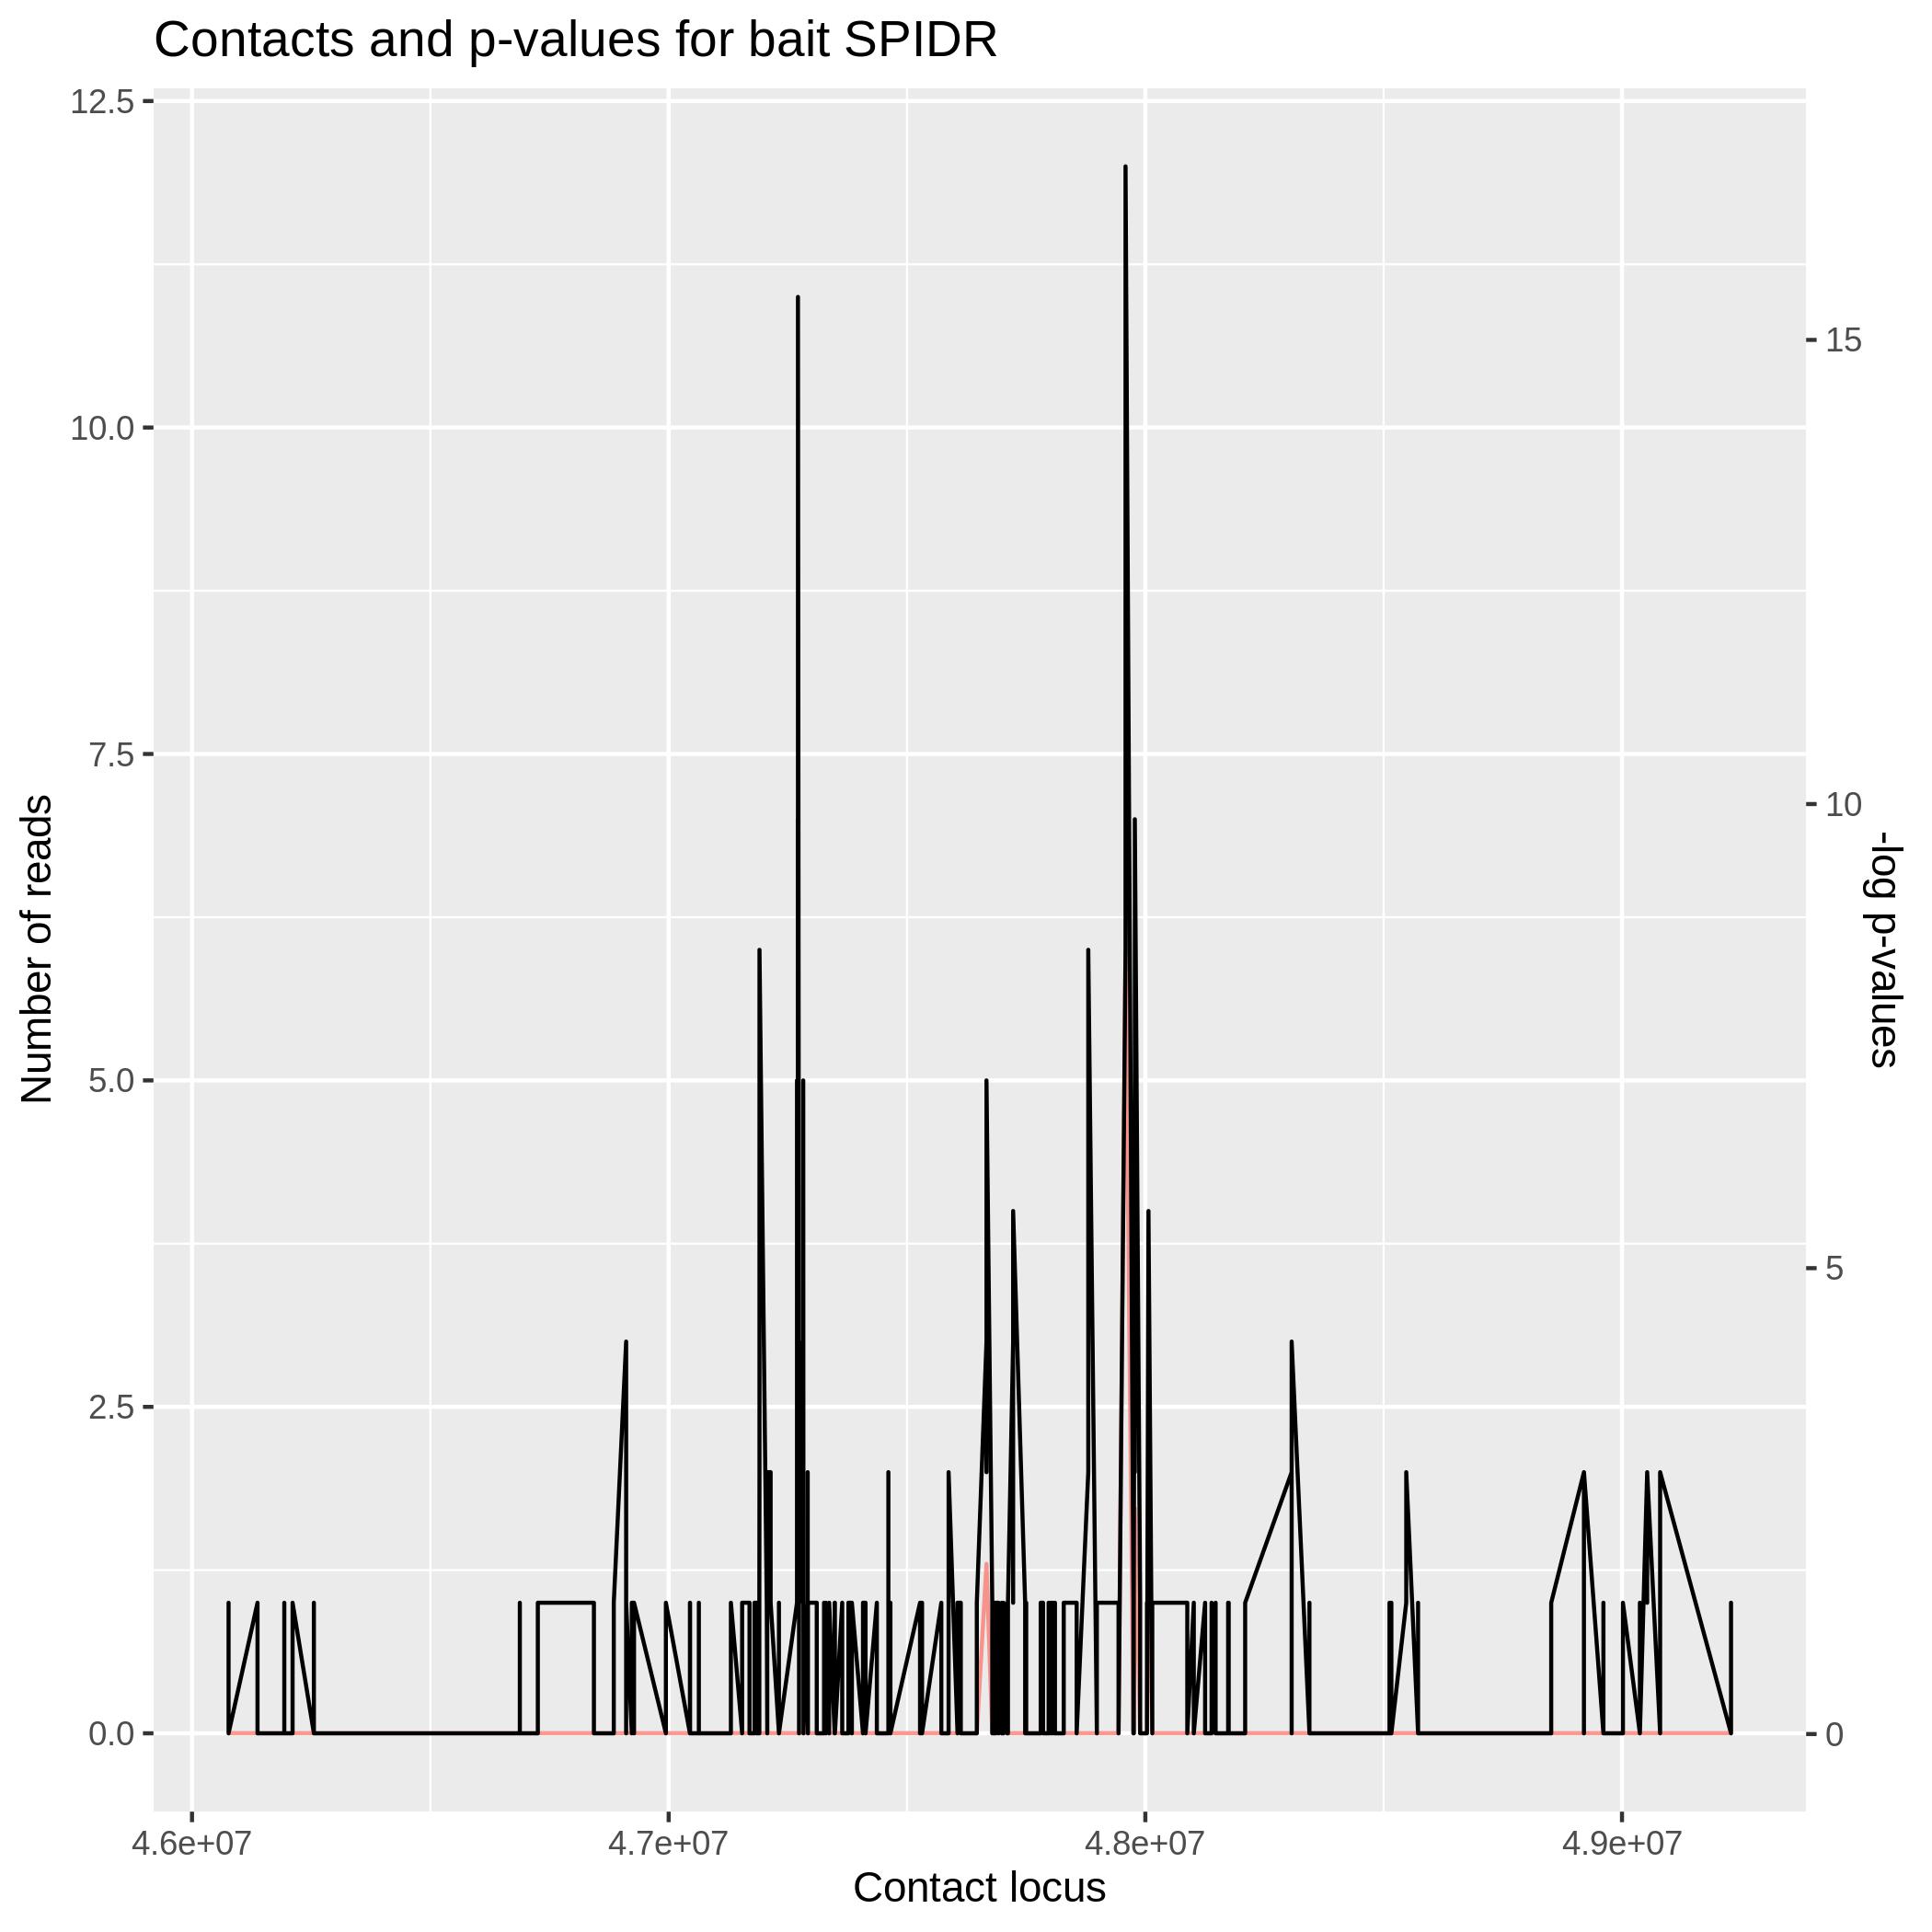 Contacts and p-values for bait SPIDR
12.5
10.0
7.5
5.0
2.5
0.0
Number of reads
15
10
5
0
-log p-values
4.6e+07
4.7e+07
4.8e+07
4.9e+07
Contact locus